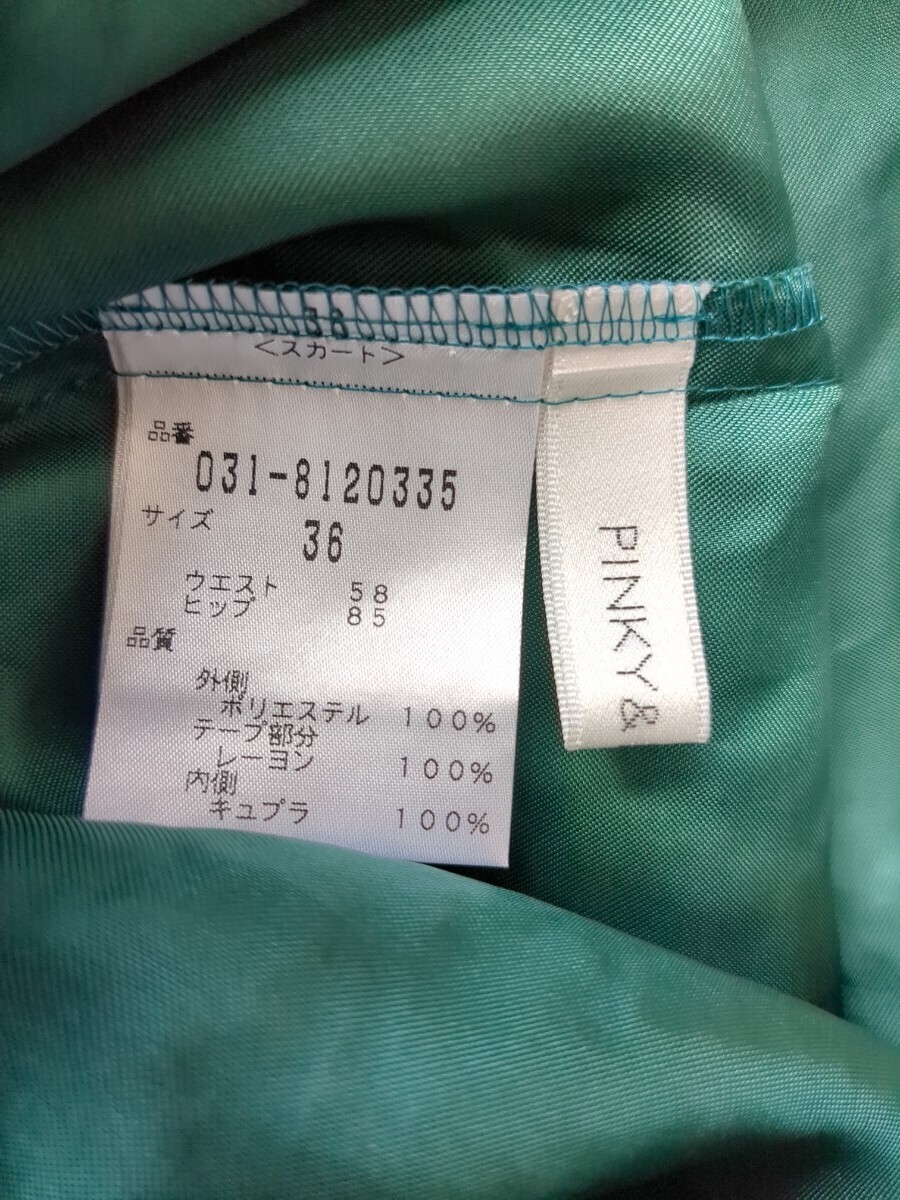 36
＜スカート＞
品番
031-8120335
サイズ
36
ウエスト 58
ヒップ 85
品質
外側
ポリエステル 100%
テープ部分
レーヨン 100%
内側
キュプラ 100%
PINKY &